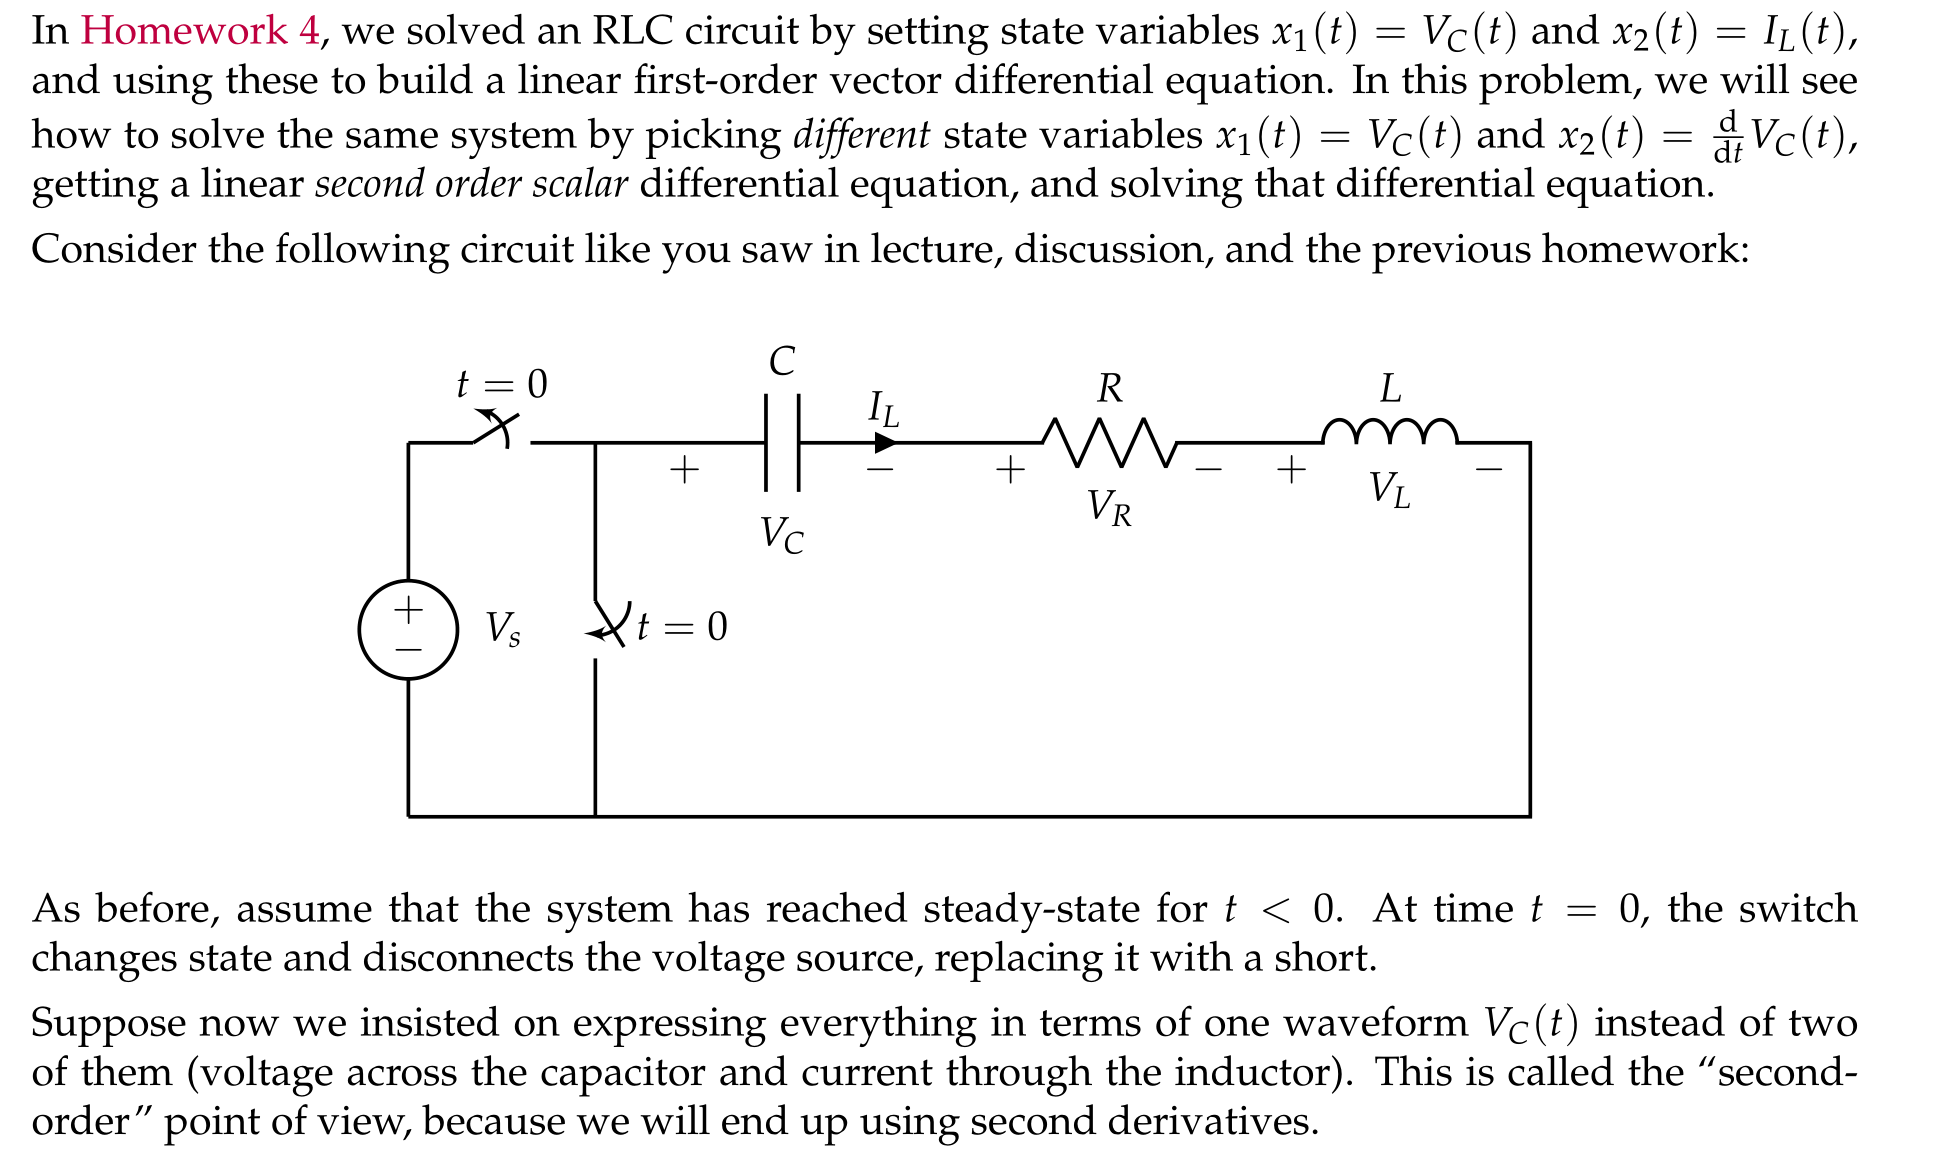 In Homework 4, we solved an RLC circuit by setting state variables x₁(t) = V_C(t) and x₂(t) = I_L(t),
and using these to build a linear first-order vector differential equation. In this problem, we will see
how to solve the same system by picking different state variables x₁(t) = V_C(t) and x₂(t) = d/dt V_C(t),
getting a linear second order scalar differential equation, and solving that differential equation.
Consider the following circuit like you saw in lecture, discussion, and the previous homework:
C
t = 0
I_L
R
L
+ − + − + −
V_C
V_R
V_L
+
−
V_s
t = 0
As before, assume that the system has reached steady-state for t < 0. At time t = 0, the switch
changes state and disconnects the voltage source, replacing it with a short.
Suppose now we insisted on expressing everything in terms of one waveform V_C(t) instead of two
of them (voltage across the capacitor and current through the inductor). This is called the “second-
order” point of view, because we will end up using second derivatives.